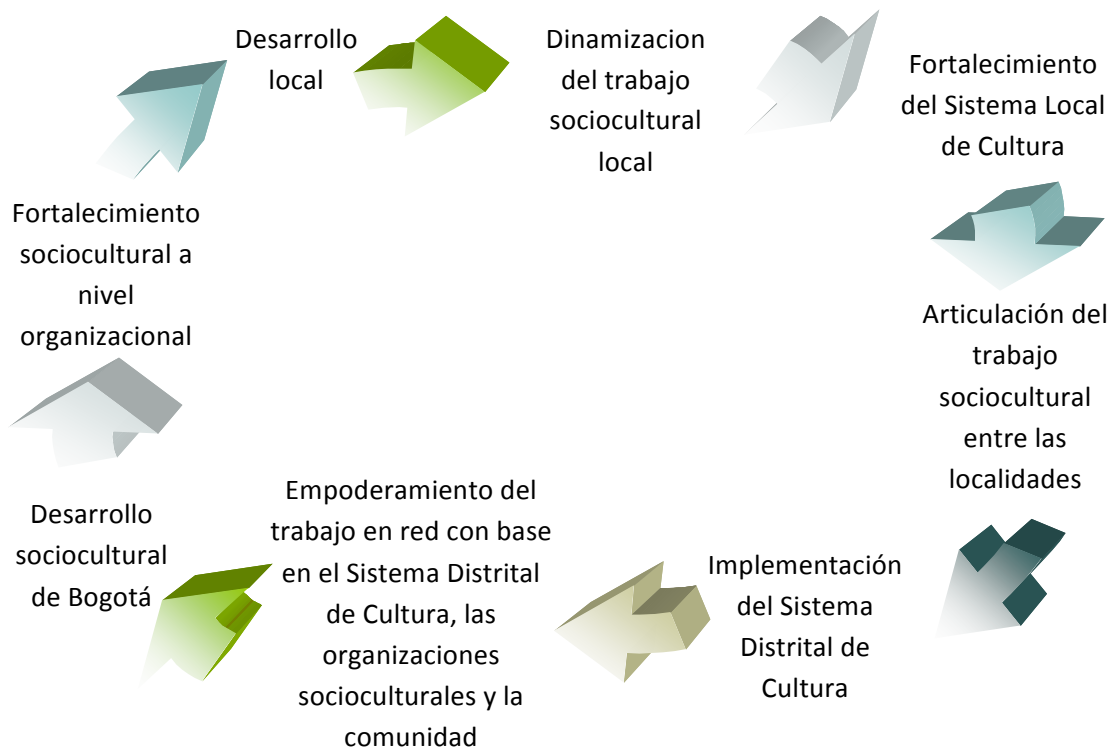 Desarrollo
local
Dinamizacion
del trabajo
sociocultural
local
Fortalecimiento
del Sistema Local
de Cultura
Articulación del
trabajo
sociocultural
entre las
localidades
Implementación
del Sistema
Distrital de
Cultura
Empoderamiento del
trabajo en red con base
en el Sistema Distrital
de Cultura, las
organizaciones
socioculturales y la
comunidad
Desarrollo
sociocultural
de Bogotá
Fortalecimiento
sociocultural a
nivel
organizacional